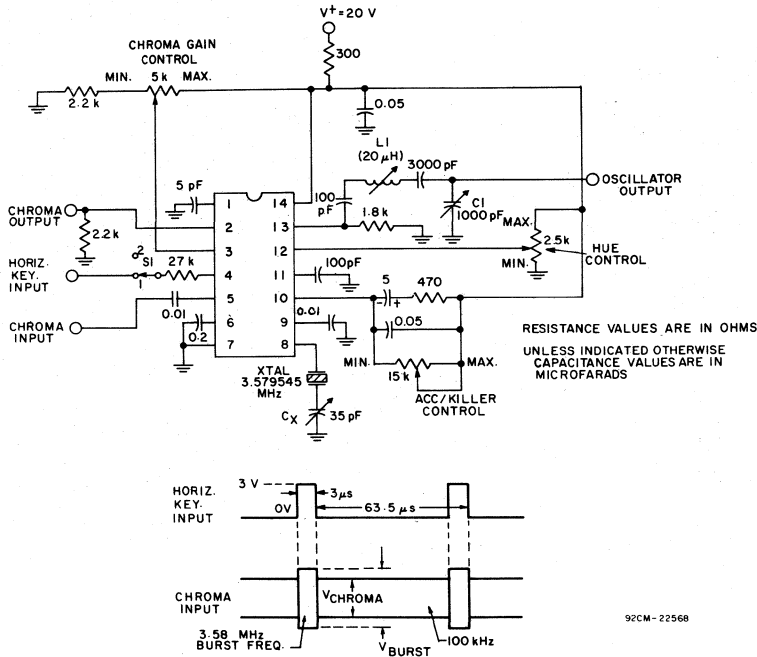 V+ = 20 V
300
CHROMA GAIN
CONTROL
MIN. 5 k MAX.
2.2 k
0.05
L1
(20 μH)
3000 pF
OSCILLATOR
OUTPUT
5 pF
100
pF
C1
1000 pF
1.8k
CHROMA
OUTPUT
2.2k
MAX.
2.5k
MIN.
HUE
CONTROL
1
2
3
4
5
6
7
14
13
12
11
10
9
8
2
S1
1
27 k
HORIZ.
KEY.
INPUT
100pF
5
- +
470
0.01
CHROMA
INPUT
0.2
0.01
0.05
MIN.
15 k
MAX.
ACC/KILLER
CONTROL
XTAL
3.579545
MHz
CX
35 pF
RESISTANCE VALUES ARE IN OHMS
UNLESS INDICATED OTHERWISE
CAPACITANCE VALUES ARE IN
MICROFARADS
HORIZ.
KEY.
INPUT
3 V
0V
3μs
63.5 μs
CHROMA
INPUT
VCHROMA
3.58 MHz
BURST FREQ.
VBURST
100 kHz
92CM-22568